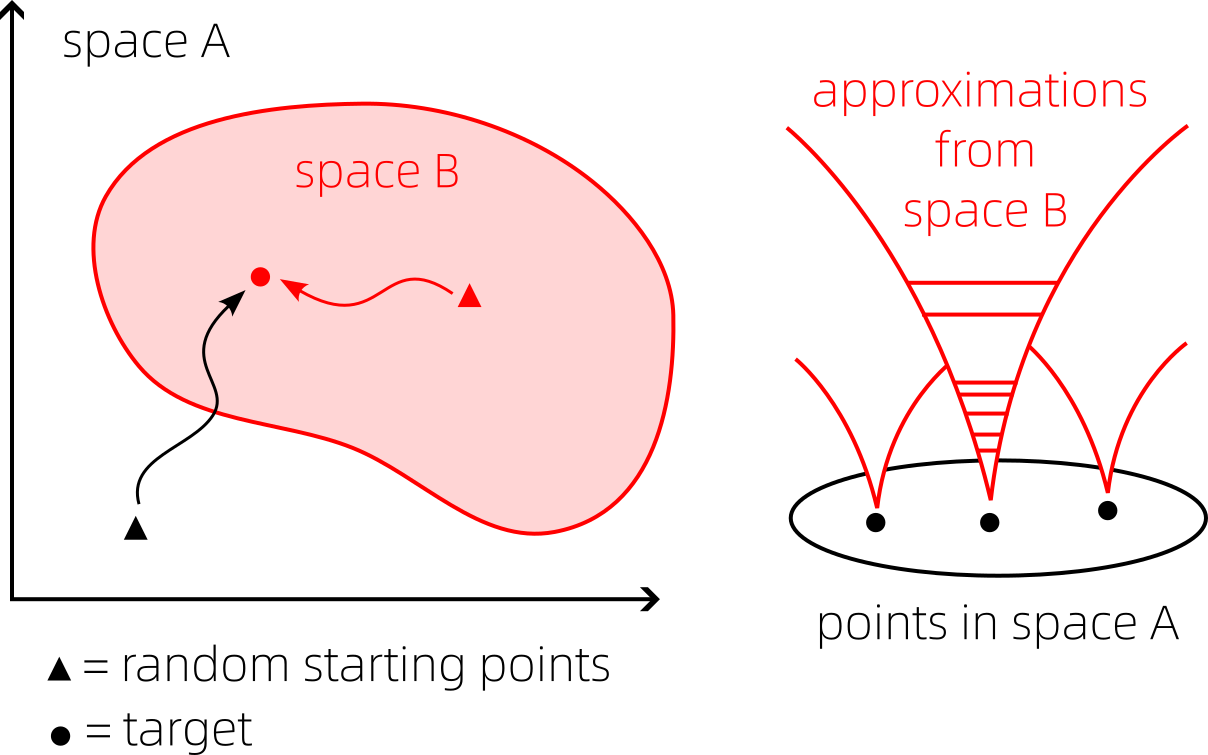 space A
space B
▲ = random starting points
● = target
approximations
from
space B
points in space A